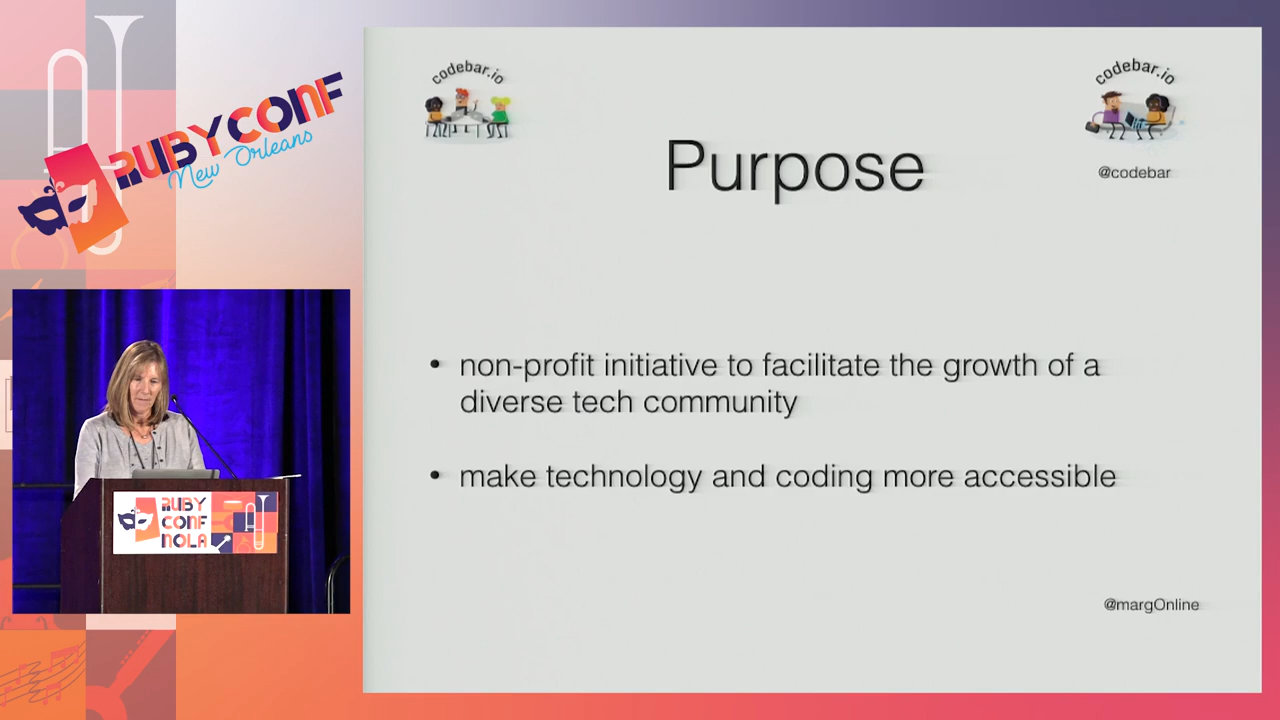 RUBYCONF
New Orleans
codebar.io
codebar.io
@codebar
Purpose
• non-profit initiative to facilitate the growth of a
diverse tech community
• make technology and coding more accessible
@margOnline
RUBY
CONF
NOLA